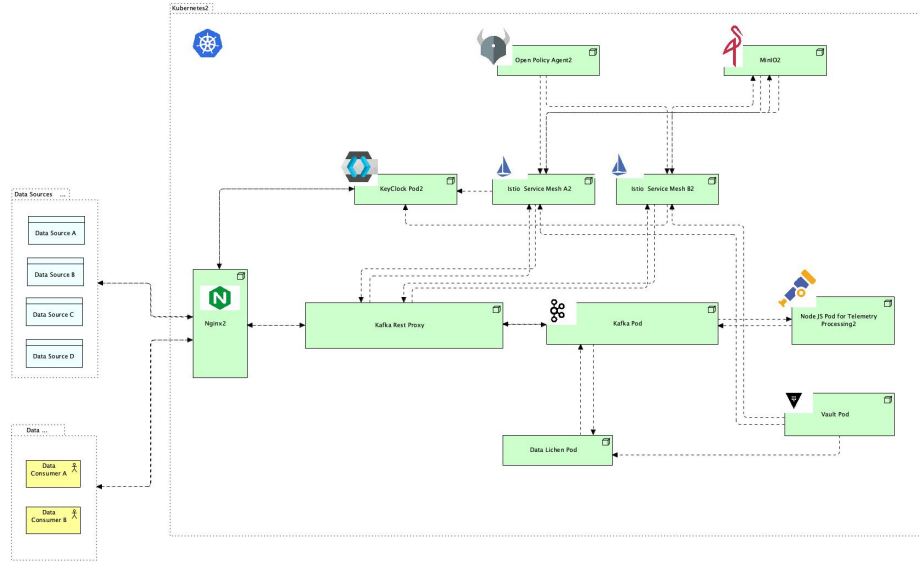 Kubernetes2
Open Policy Agent2
MinIO2
KeyClock Pod2
Istio Service Mesh A2
Istio Service Mesh B2
Data Sources ...
Data Source A
Data Source B
Data Source C
Data Source D
Nginx2
Kafka Rest Proxy
Kafka Pod
Node JS Pod for Telemetry
Processing2
Vault Pod
Data Lichen Pod
Data ...
Data
Consumer A
Data
Consumer B